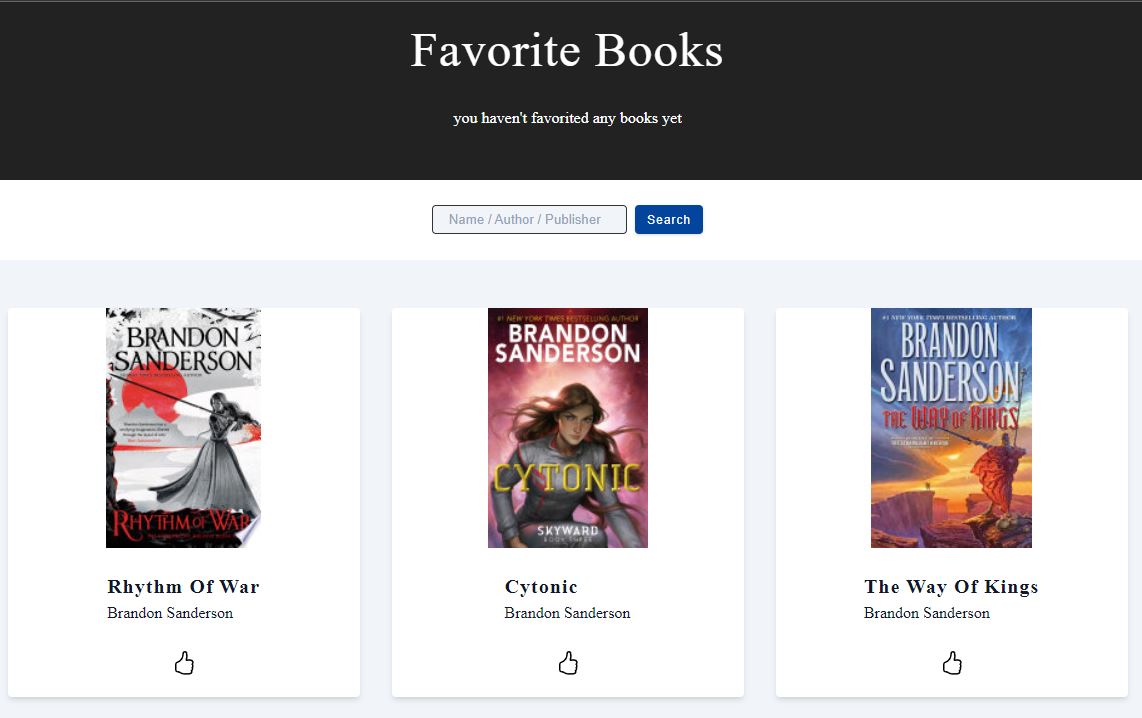 Favorite Books
you haven't favorited any books yet
Name / Author / Publisher
Search
BRANDON
SANDERSON
RHYTHM OF WAR
#1 NEW YORK TIMES BESTSELLING AUTHOR
BRANDON
SANDERSON
CYTONIC
SKYWARD
BOOK THREE
#1 NEW YORK TIMES BESTSELLING AUTHOR
BRANDON
SANDERSON
THE WAY OF KINGS
Rhythm Of War
Brandon Sanderson
Cytonic
Brandon Sanderson
The Way Of Kings
Brandon Sanderson